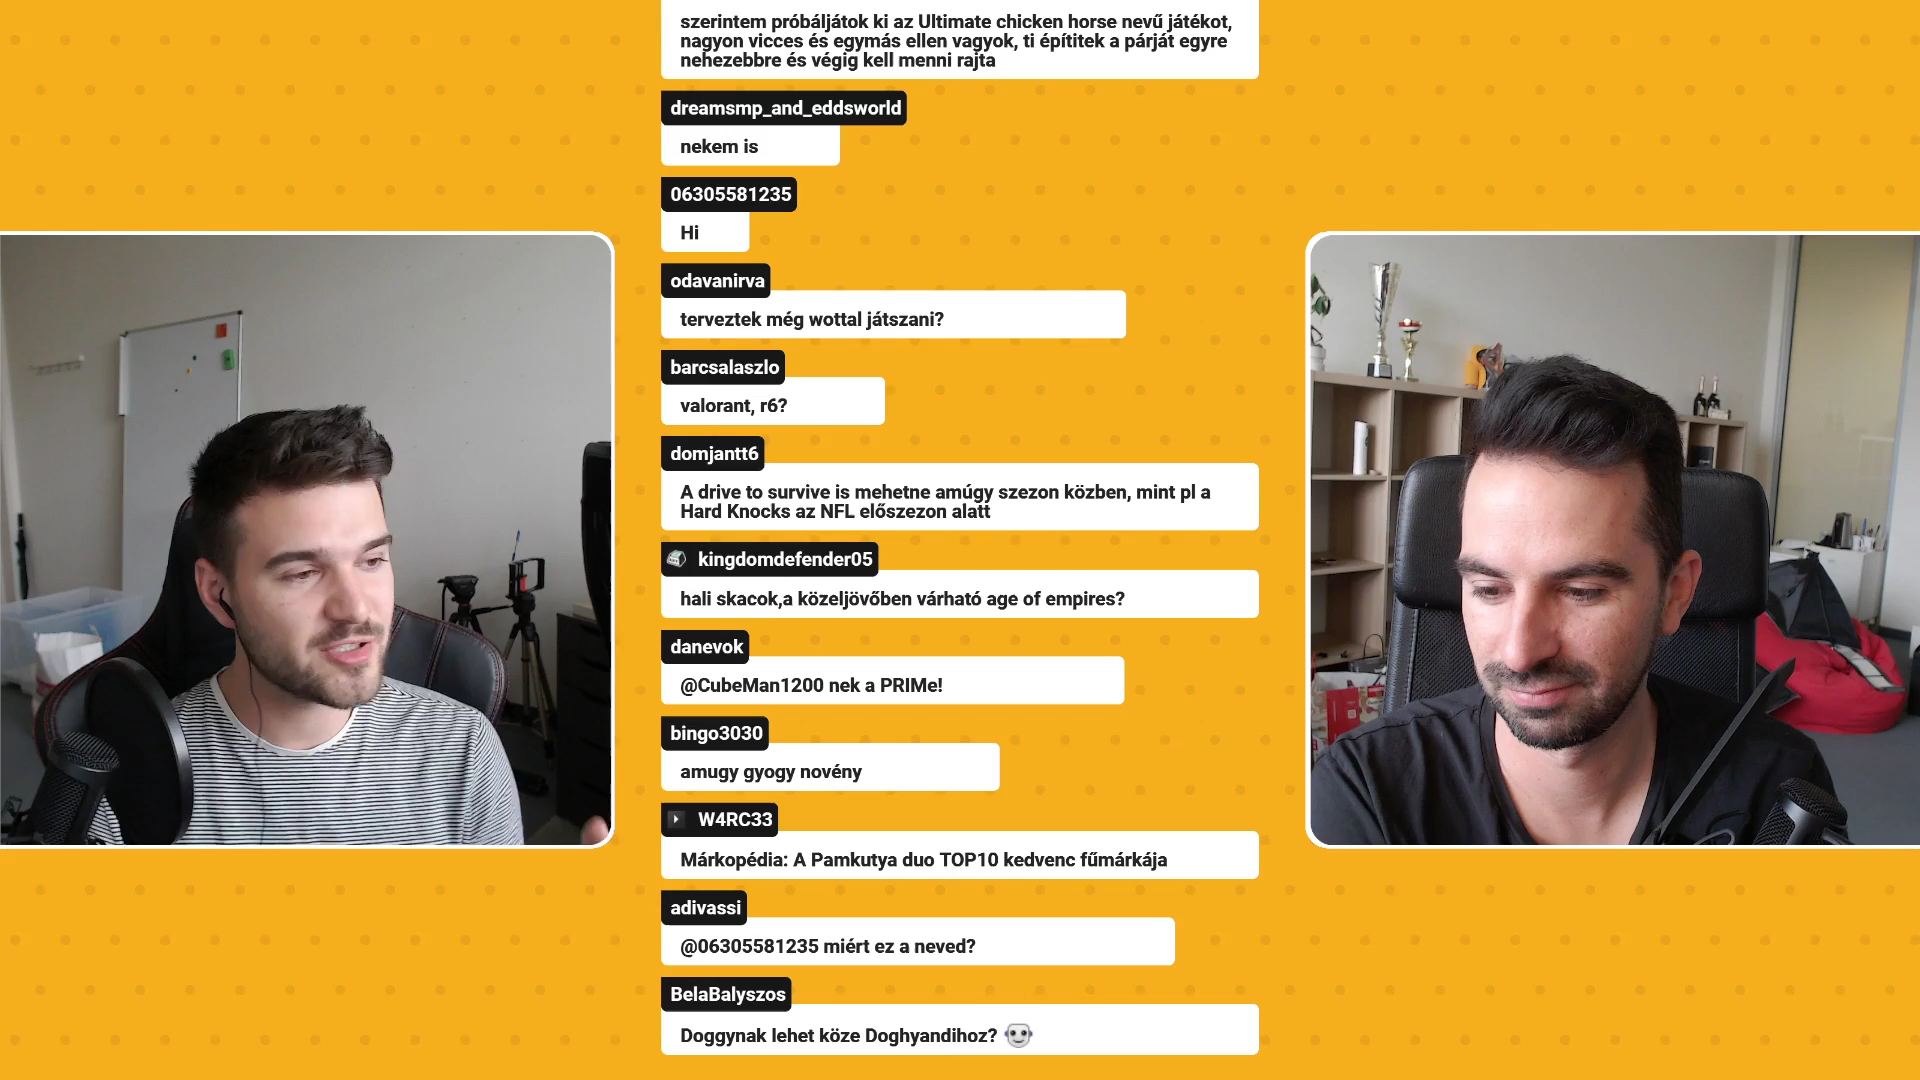 szerintem próbáljátok ki az Ultimate chicken horse nevű játékot,
nagyon vicces és egymás ellen vagyok, ti építitek a párját egyre
nehezebbre és végig kell menni rajta
dreamsmp_and_eddsworld
nekem is
06305581235
Hi
odavanirva
terveztek még wottal játszani?
barcsalaszlo
valorant, r6?
domjantt6
A drive to survive is mehetne amúgy szezon közben, mint pl a
Hard Knocks az NFL előszezon alatt
kingdomdefender05
hali skacok,a közeljövőben várható age of empires?
danevok
@CubeMan1200 nek a PRIMe!
bingo3030
amugy gyogy novény
W4RC33
Márkopédia: A Pamkutya duo TOP10 kedvenc fűmárkája
adivassi
@06305581235 miért ez a neved?
BelaBalyszos
Doggynak lehet köze Doghyandihoz?